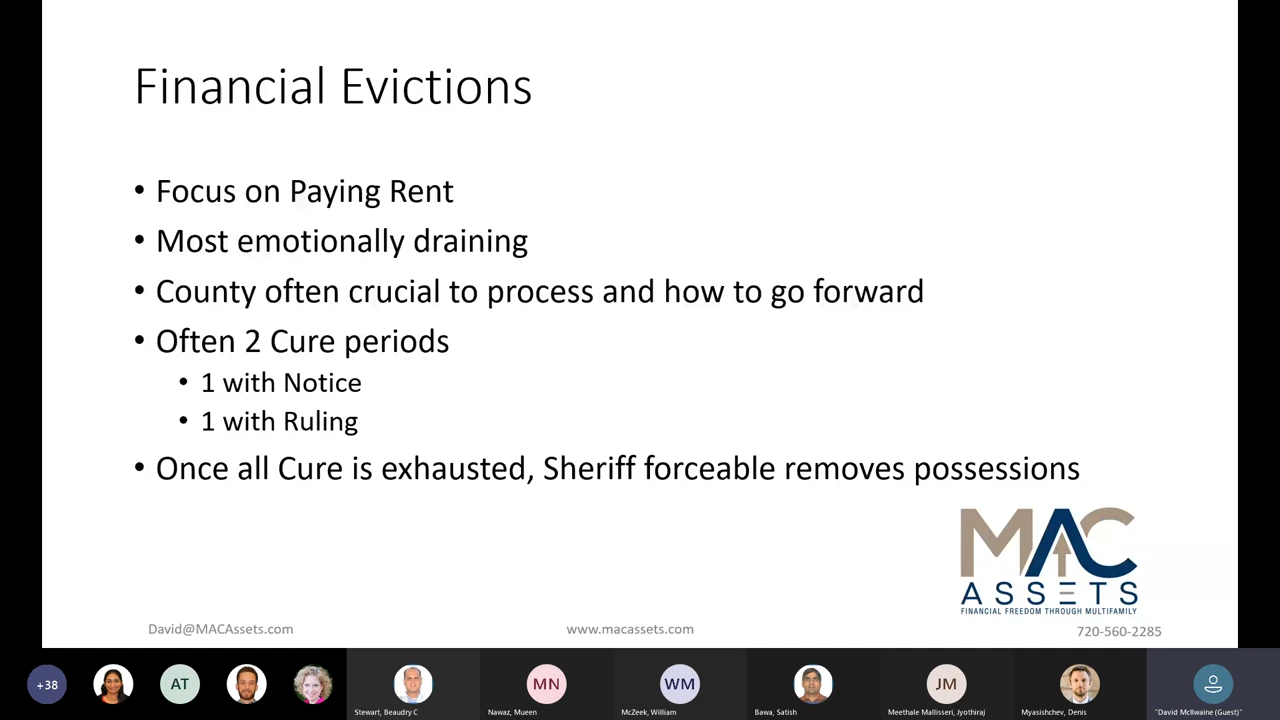 Financial Evictions
• Focus on Paying Rent
• Most emotionally draining
• County often crucial to process and how to go forward
• Often 2 Cure periods
• 1 with Notice
• 1 with Ruling
• Once all Cure is exhausted, Sheriff forceable removes possessions
MAC
ASSETS
FINANCIAL FREEDOM THROUGH MULTIFAMILY
David@MACAssets.com
www.macassets.com
720-560-2285
+38
AT
MN
WM
JM
Stewart, Beaudry C
Nawaz, Mueen
McZeek, William
Bawa, Satish
Meethale Mallisseri, Jyothiraj
Myasishchev, Denis
"David McIlwaine (Guest)"